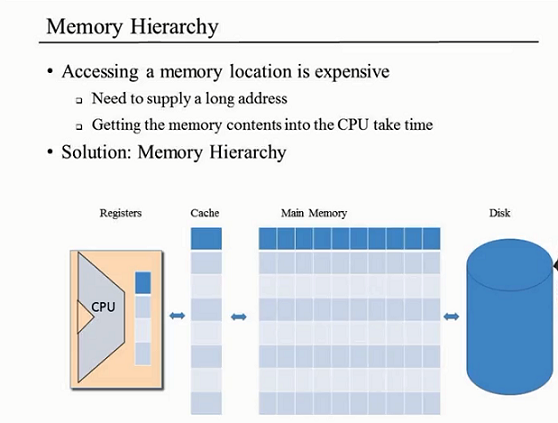 Memory Hierarchy
• Accessing a memory location is expensive
❑ Need to supply a long address
❑ Getting the memory contents into the CPU take time
• Solution: Memory Hierarchy
Registers Cache Main Memory Disk
CPU